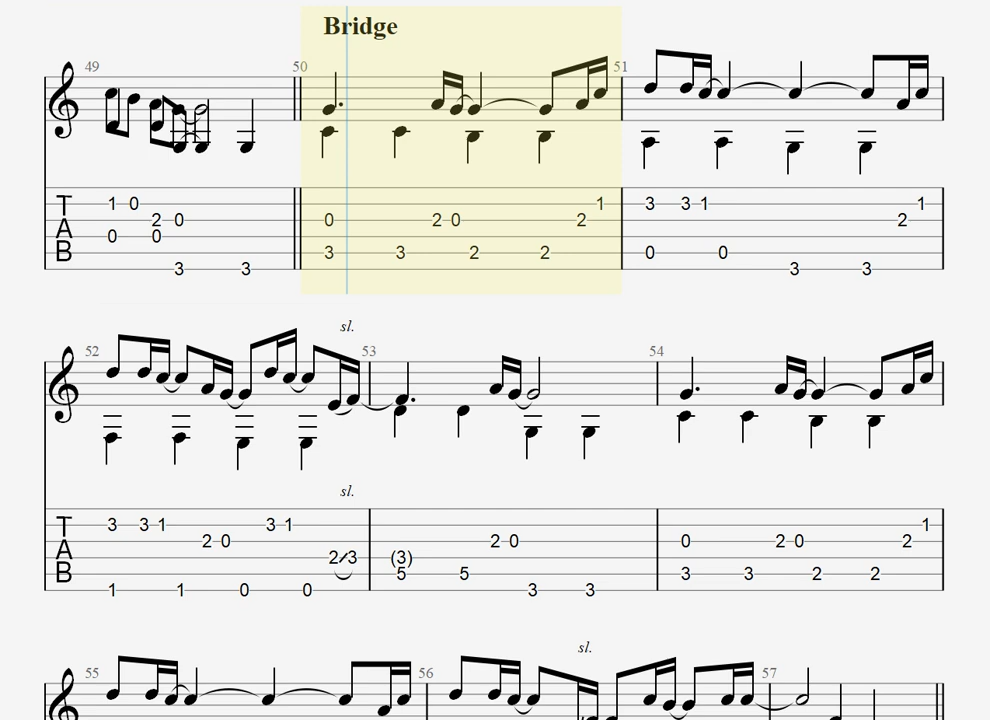 Bridge
49 50 51
T 1 0 1 3 3 1 1
A 2 0 0 2 0 2 2
0 0
B 3 3 2 2 0 0
3 3 3 3
sl.
52 53 54
sl.
T 3 3 1 3 1 1
2 0 2 0 0 2 0 2
A 2 3 (3)
B 5 5 3 3 2 2
1 1 0 0 3 3
sl.
55 56 57